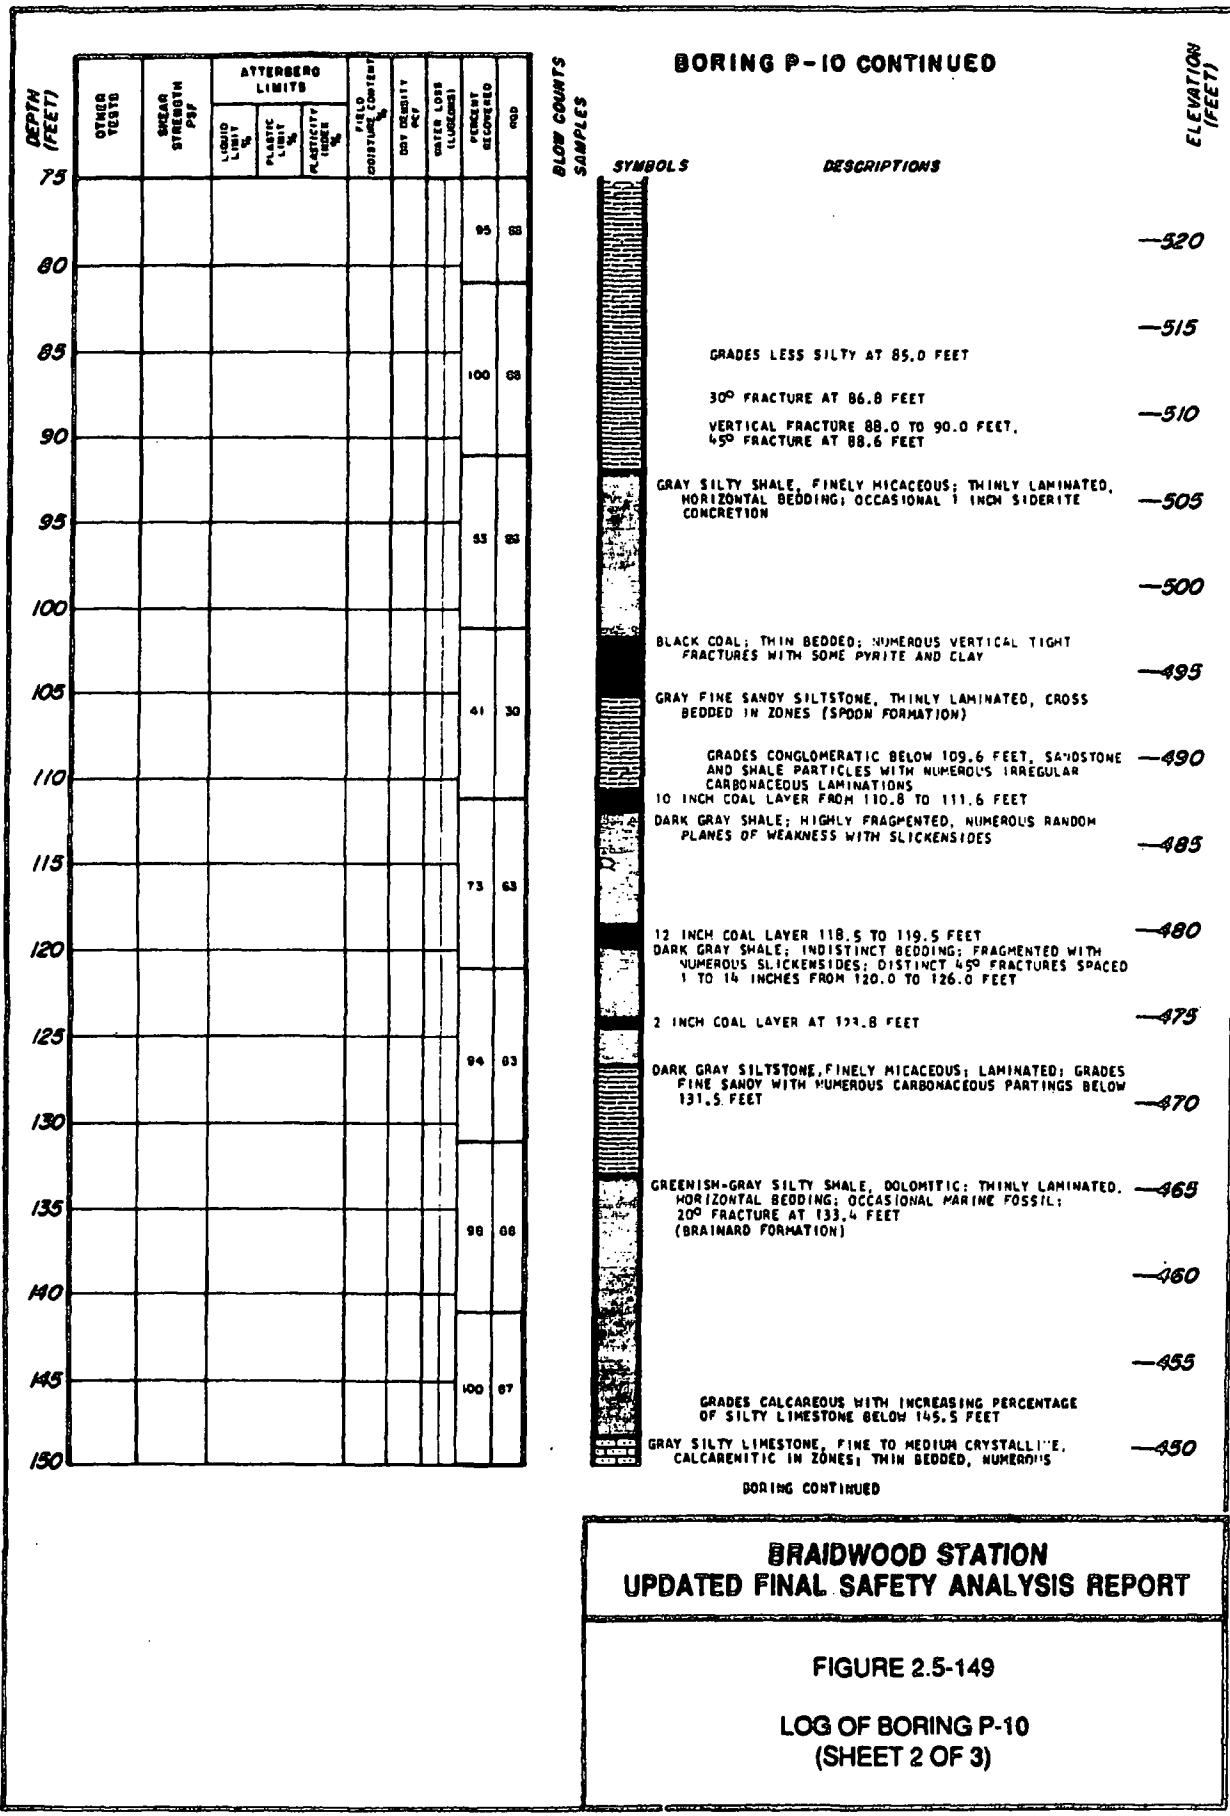 BORING P-10 CONTINUED
DEPTH (FEET)
OTHER TESTS
SHEAR STRENGTH PSF
ATTERBERG LIMITS
LIQUID LIMIT %
PLASTIC LIMIT %
PLASTICITY INDEX %
FIELD MOISTURE CONTENT %
DRY DENSITY PCF
WATER LOSS (LUGEONS)
PERCENT RECOVERED
RQD
BLOW COUNTS
SAMPLES
SYMBOLS
DESCRIPTIONS
ELEVATION (FEET)
75
80
85
90
95
100
105
110
115
120
125
130
135
140
145
150
95
100
53
41 30
73 63
94
98
100 67
GRADES LESS SILTY AT 85.0 FEET
30° FRACTURE AT 86.8 FEET
VERTICAL FRACTURE 88.0 TO 90.0 FEET,
45° FRACTURE AT 88.6 FEET
GRAY SILTY SHALE, FINELY MICACEOUS; THINLY LAMINATED,
HORIZONTAL BEDDING; OCCASIONAL 1 INCH SIDERITE
CONCRETION
BLACK COAL; THIN BEDDED; NUMEROUS VERTICAL TIGHT
FRACTURES WITH SOME PYRITE AND CLAY
GRAY FINE SANDY SILTSTONE, THINLY LAMINATED, CROSS
BEDDED IN ZONES (SPOON FORMATION)
GRADES CONGLOMERATIC BELOW 109.6 FEET, SANDSTONE
AND SHALE PARTICLES WITH NUMEROUS IRREGULAR
CARBONACEOUS LAMINATIONS
10 INCH COAL LAYER FROM 110.8 TO 111.6 FEET
DARK GRAY SHALE; HIGHLY FRAGMENTED, NUMEROUS RANDOM
PLANES OF WEAKNESS WITH SLICKENSIDES
12 INCH COAL LAYER 118.5 TO 119.5 FEET
DARK GRAY SHALE; INDISTINCT BEDDING; FRAGMENTED WITH
NUMEROUS SLICKENSIDES; DISTINCT 45° FRACTURES SPACED
1 TO 14 INCHES FROM 120.0 TO 126.0 FEET
2 INCH COAL LAYER AT FEET
DARK GRAY SILTSTONE, FINELY MICACEOUS; LAMINATED; GRADES
FINE SANDY WITH NUMEROUS CARBONACEOUS PARTINGS BELOW
131.5 FEET
GREENISH-GRAY SILTY SHALE, DOLOMITIC; THINLY LAMINATED,
HORIZONTAL BEDDING; OCCASIONAL MARINE FOSSIL;
20° FRACTURE AT 133.4 FEET
(BRAINARD FORMATION)
GRADES CALCAREOUS WITH INCREASING PERCENTAGE
OF SILTY LIMESTONE BELOW 145.5 FEET
GRAY SILTY LIMESTONE, FINE TO MEDIUM CRYSTALLINE,
CALCARENITIC IN ZONES; THIN BEDDED, NUMEROUS
BORING CONTINUED
—520
—515
—510
—505
—500
—495
—490
—485
—480
—475
—470
—465
—460
—455
—450
BRAIDWOOD STATION
UPDATED FINAL SAFETY ANALYSIS REPORT
FIGURE 2.5-149
LOG OF BORING P-10
(SHEET 2 OF 3)